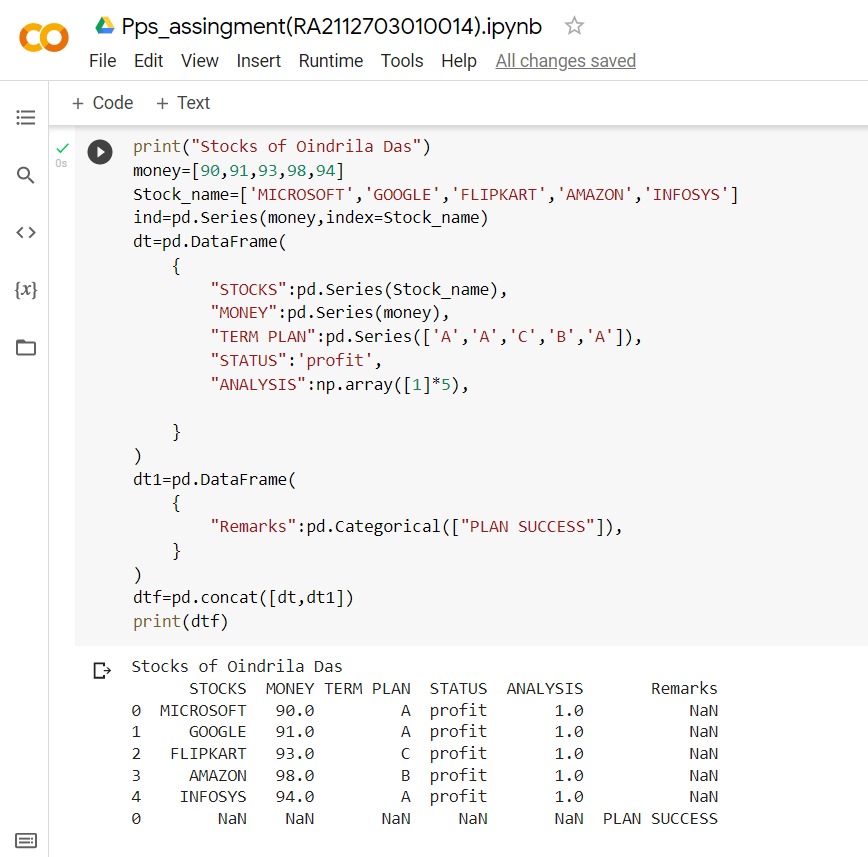 Pps_assingment(RA2112703010014).ipynb
File Edit View Insert Runtime Tools Help All changes saved
+ Code + Text
0s
print("Stocks of Oindrila Das")
money=[90,91,93,98,94]
Stock_name=['MICROSOFT','GOOGLE','FLIPKART','AMAZON','INFOSYS']
ind=pd.Series(money,index=Stock_name)
dt=pd.DataFrame(
    {
        "STOCKS":pd.Series(Stock_name),
        "MONEY":pd.Series(money),
        "TERM PLAN":pd.Series(['A','A','C','B','A']),
        "STATUS":'profit',
        "ANALYSIS":np.array([1]*5),
    }
)
dt1=pd.DataFrame(
    {
        "Remarks":pd.Categorical(["PLAN SUCCESS"]),
    }
)
dtf=pd.concat([dt,dt1])
print(dtf)
Stocks of Oindrila Das
      STOCKS  MONEY TERM PLAN  STATUS  ANALYSIS       Remarks
0  MICROSOFT   90.0         A  profit       1.0           NaN
1     GOOGLE   91.0         A  profit       1.0           NaN
2   FLIPKART   93.0         C  profit       1.0           NaN
3     AMAZON   98.0         B  profit       1.0           NaN
4    INFOSYS   94.0         A  profit       1.0           NaN
0        NaN    NaN       NaN     NaN       NaN  PLAN SUCCESS